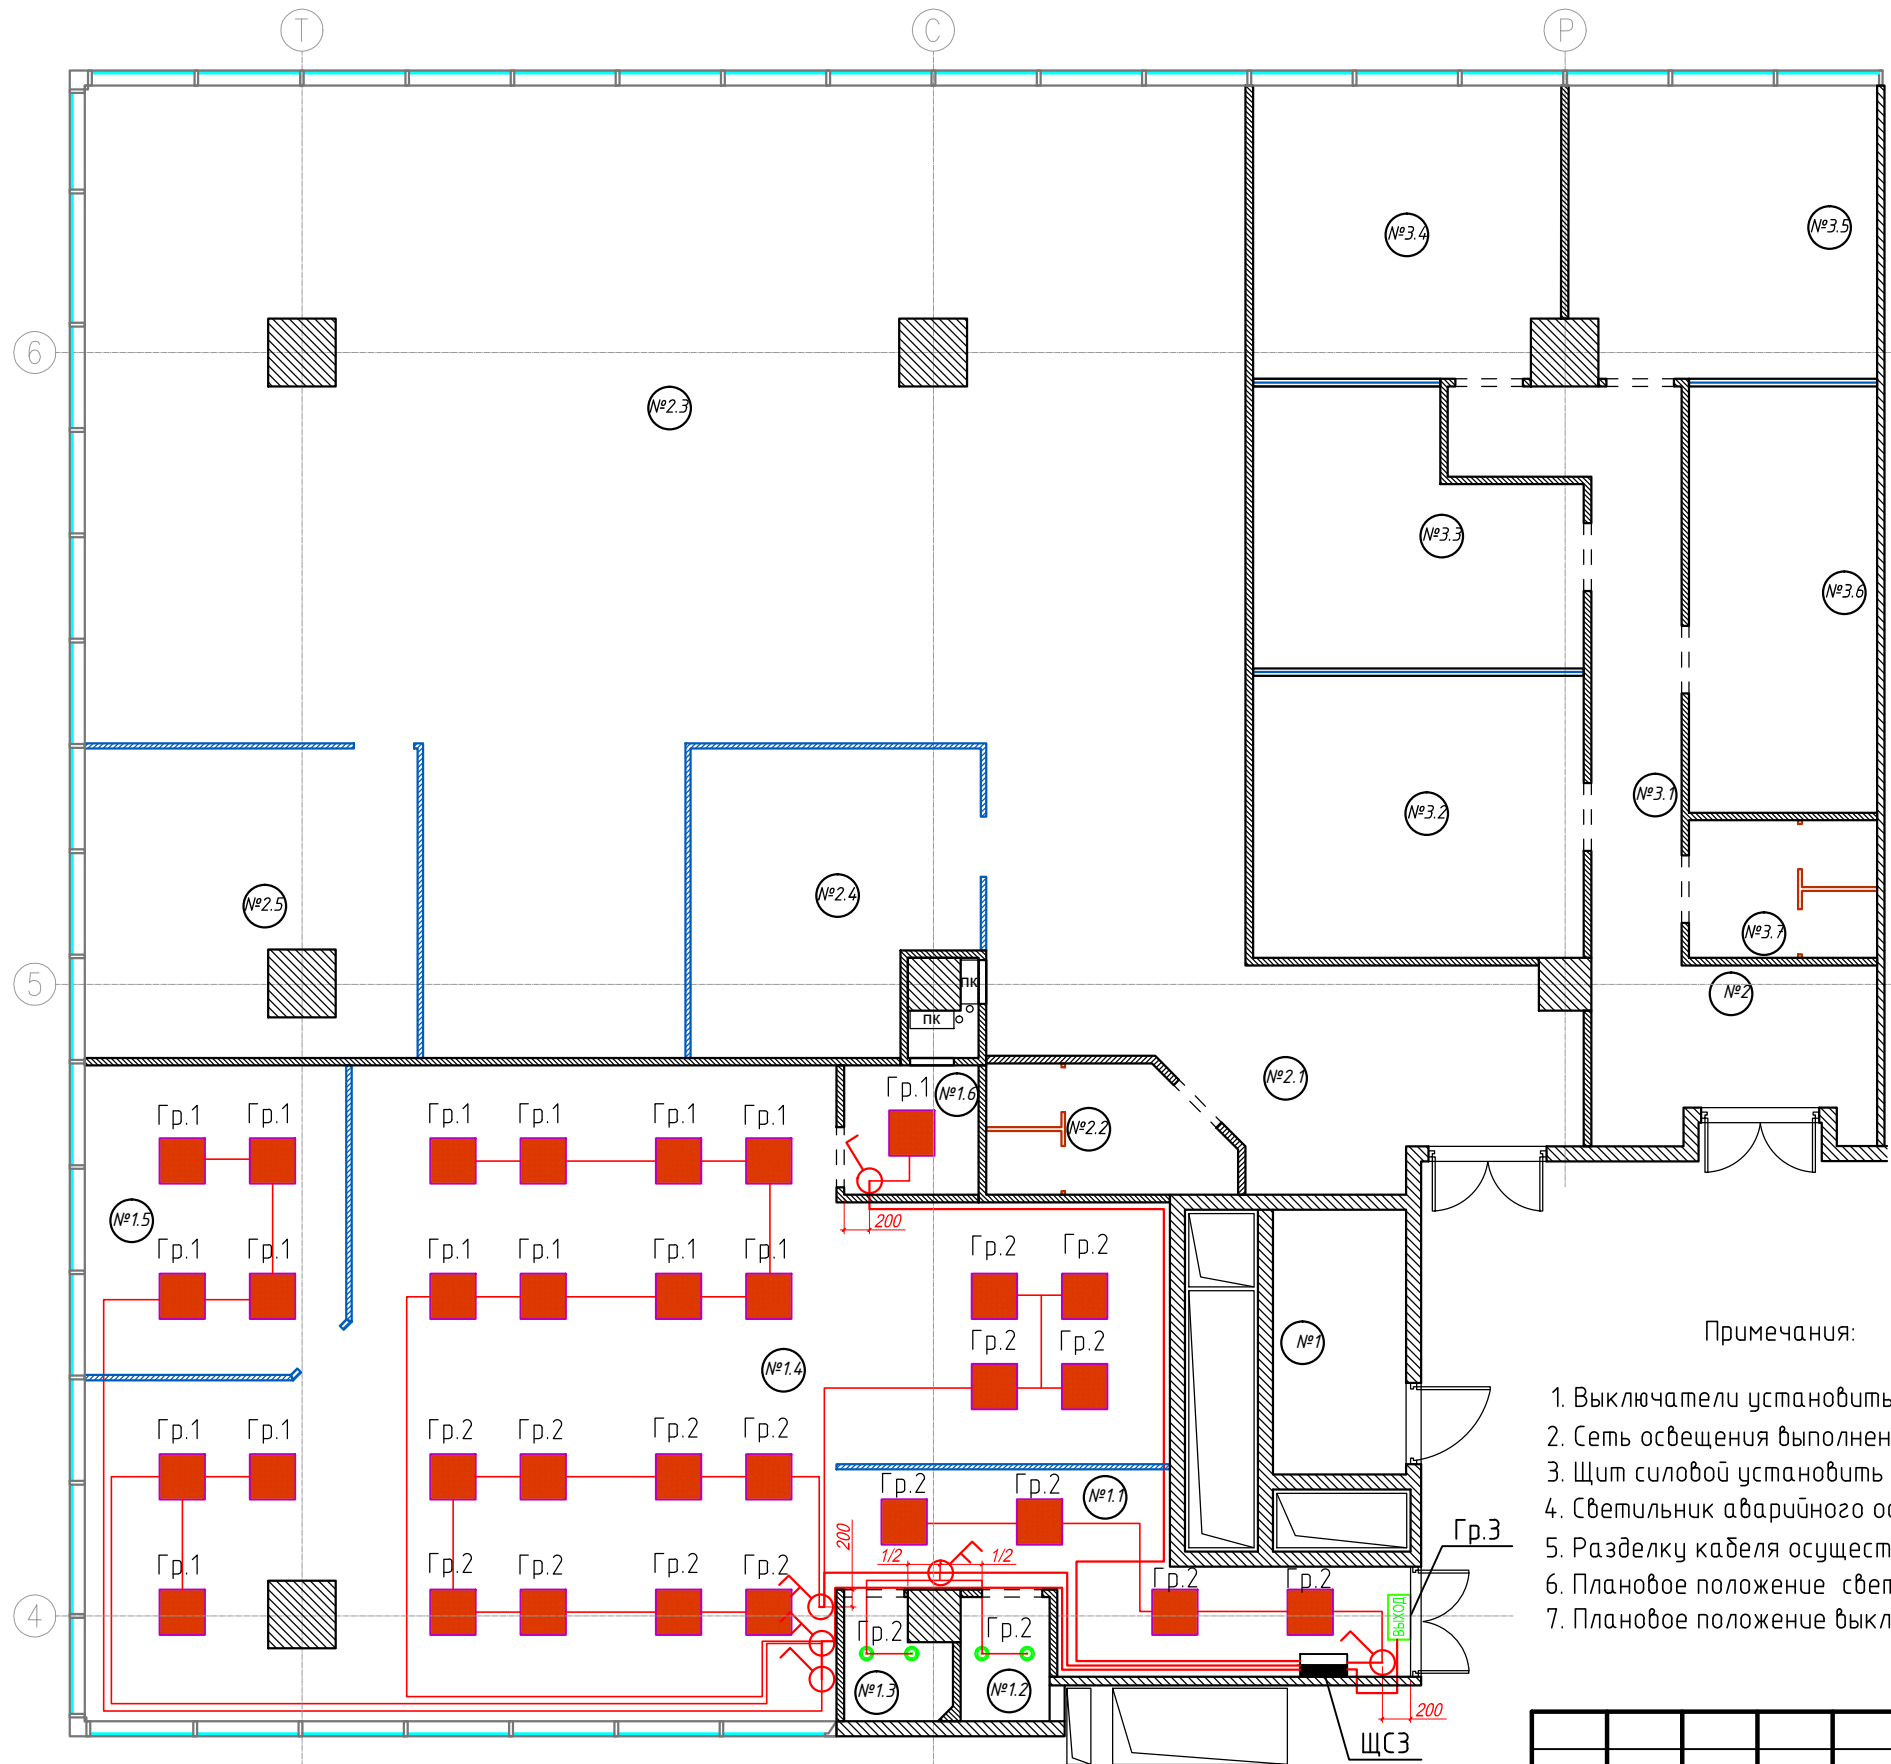 Т С Р
№3.5
№3.4
6
№2.3
№3.3
№3.6
№3.1
№3.2
№2.4
№2.5
№3.7
5
ПК
№2
ПК
№2.1
Гр.1 №1.6
Гр.1 Гр.1 Гр.1 Гр.1 Гр.1 Гр.1
№2.2
№1.5
200
Гр.1 Гр.1 Гр.1 Гр.1 Гр.1 Гр.1 Гр.2 Гр.2
Примечания:
Гр.2 Гр.2
№1
№1.4
1. Выключатели установить
Гр.1 Гр.1 Гр.2 Гр.2 Гр.2 Гр.2
2. Сеть освещения выполнен
3. Щит силовой установить
Гр.2 Гр.2 №1.1
4. Светильник аварийного ос
Гр.3
200
5. Разделку кабеля осущест
1/2 1/2
Гр.1 Гр.2 Гр.2 Гр.2 Гр.2 Гр.2 Гр.2
6. Плановое положение свет
4
ВЫХОД
7. Плановое положение выкл
Гр.2 Гр.2
№1.3 №1.2
200
ЩС3